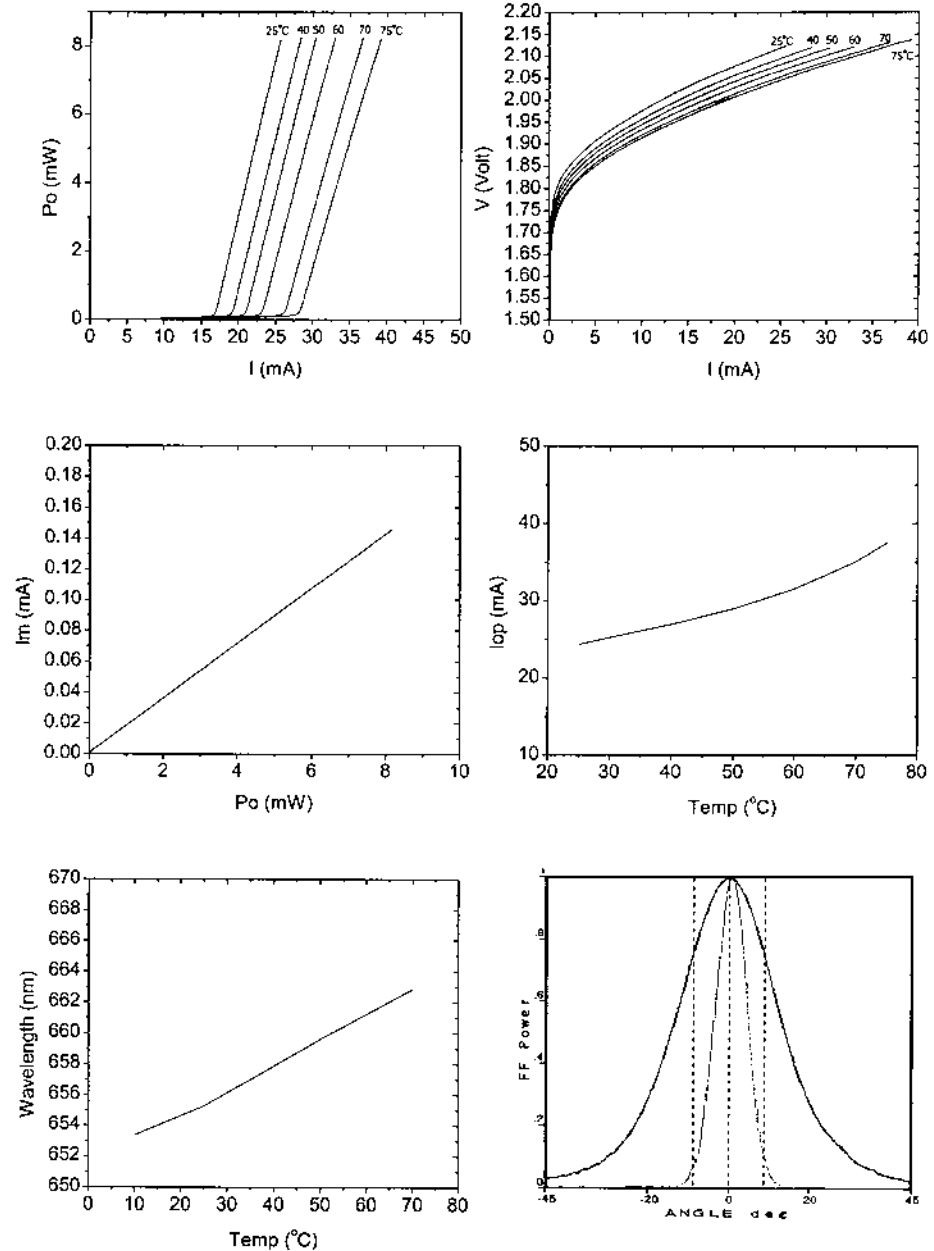 8
25°C 40 50 60 70 75°C
Po (mW)
4
2
0
0 5 10 15 20 25 30 35 40 45 50
I (mA)
2.20
2.15
2.10
2.05
2.00
1.95
1.90
1.85
1.80
1.75
1.70
1.65
1.60
1.55
1.50
25°C 40 50 60 70
75°C
V (Volt)
0 5 10 15 20 25 30 35 40
I (mA)
0.20
0.18
0.16
0.14
0.12
0.10
0.08
0.06
0.04
0.02
0.00
Im (mA)
0 2 4 6 8 10
Po (mW)
50
40
30
20
10
Iop (mA)
20 30 40 50 60 70 80
Temp (°C)
670
668
666
664
662
660
658
656
654
652
650
Wavelength (nm)
0 10 20 30 40 50 60 70 80
Temp (°C)
1
.8
.6
.4
.2
0
FF Power
-45 -20 0 20 45
ANGLE deg